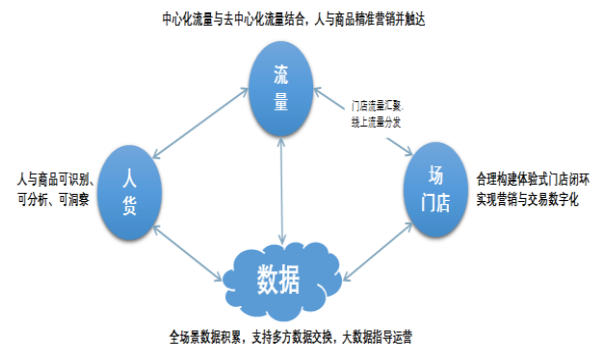 中心化流量与去中心化流量结合，人与商品精准营销并触达
流
量
门店流量汇聚、
线上流量分发
人与商品可识别、
可分析、可洞察
人
货
场
门店
合理构建体验式门店闭环
实现营销与交易数字化
数据
全场景数据积累，支持多方数据交换，大数据指导运营